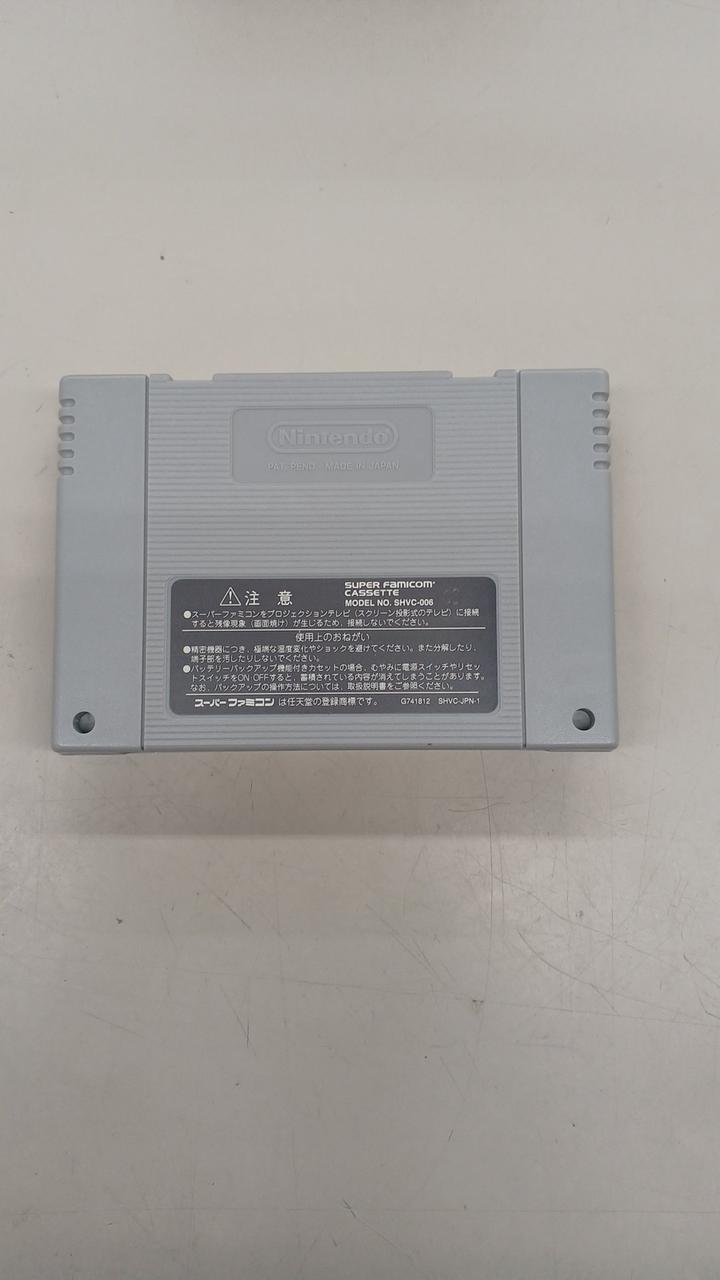 Nintendo
PAT. PEND. MADE IN JAPAN
⚠注 意
SUPER FAMICOM
CASSETTE
MODEL NO. SHVC-006
●スーパーファミコンをプロジェクションテレビ(スクリーン投影式のテレビ)に接続
すると残像現象(画面焼け)が生じるため、接続しないでください。
使用上のおねがい
●精密機器につき、極端な温度変化やショックを避けてください。また分解したり、
端子部を汚したりしないでください。
●バッテリーバックアップ機能付きカセットの場合、むやみに電源スイッチやリセッ
トスイッチをON/OFFすると、蓄積されている内容が消えてしまうことがあります。
なお、バックアップの操作方法については、取扱説明書をご参照ください。
スーパーファミコン は任天堂の登録商標です。 G741812 SHVC-JPN-1